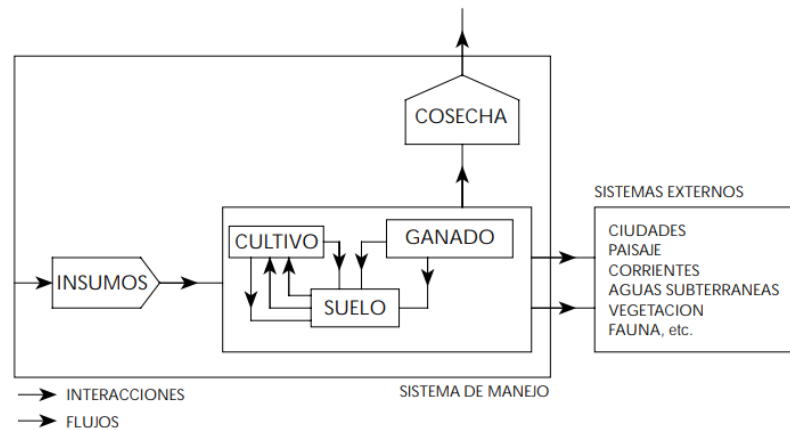 COSECHA
SISTEMAS EXTERNOS
CIUDADES
PAISAJE
CORRIENTES
AGUAS SUBTERRANEAS
VEGETACION
FAUNA, etc.
CULTIVO
GANADO
INSUMOS
SUELO
SISTEMA DE MANEJO
INTERACCIONES
FLUJOS